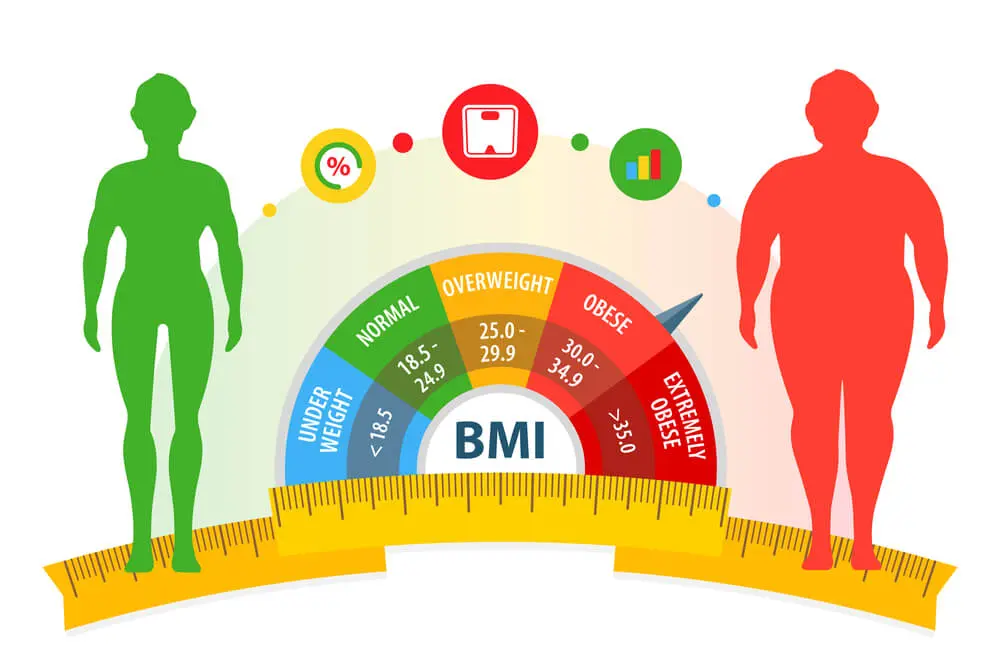 %
UNDER
WEIGHT
< 18.5
NORMAL
18.5 -
24.9
OVERWEIGHT
25.0 -
29.9
OBESE
30.0-
34.9
EXTREMELY
OBESE
>35.0
BMI